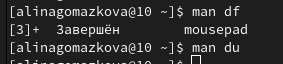 [alinagomazkova@10 ~]$ man df
[3]+  Завершён        mousepad
[alinagomazkova@10 ~]$ man du